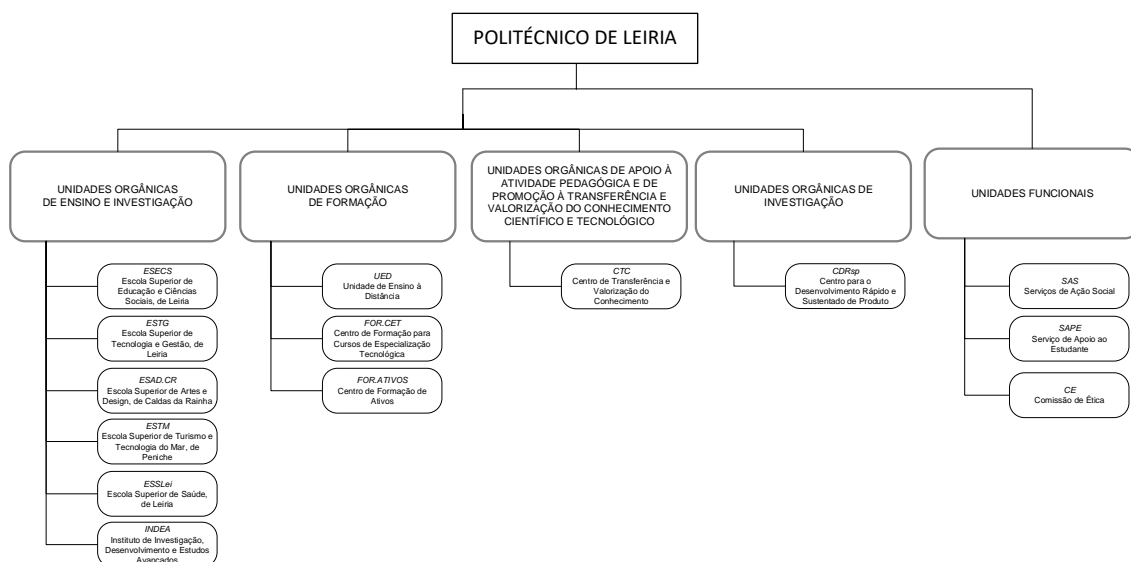 POLITÉCNICO DE LEIRIA
UNIDADES ORGÂNICAS
DE ENSINO E INVESTIGAÇÃO
ESECS
Escola Superior de
Educação e Ciências
Sociais, de Leiria
ESTG
Escola Superior de
Tecnologia e Gestão, de
Leiria
ESAD.CR
Escola Superior de Artes e
Design, de Caldas da Rainha
ESTM
Escola Superior de Turismo e
Tecnologia do Mar, de
Peniche
ESSLei
Escola Superior de Saúde,
de Leiria
INDEA
Instituto de Investigação,
Desenvolvimento e Estudos
Avançados
UNIDADES ORGÂNICAS
DE FORMAÇÃO
UED
Unidade de Ensino à
Distância
FOR.CET
Centro de Formação para
Cursos de Especialização
Tecnológica
FOR.ATIVOS
Centro de Formação de
Ativos
UNIDADES ORGÂNICAS DE APOIO À
ATIVIDADE PEDAGÓGICA E DE
PROMOÇÃO À TRANSFERÊNCIA E
VALORIZAÇÃO DO CONHECIMENTO
CIENTÍFICO E TECNOLÓGICO
CTC
Centro de Transferência e
Valorização do
Conhecimento
UNIDADES ORGÂNICAS DE
INVESTIGAÇÃO
CDRsp
Centro para o
Desenvolvimento Rápido e
Sustentado de Produto
UNIDADES FUNCIONAIS
SAS
Serviços de Ação Social
SAPE
Serviço de Apoio ao
Estudante
CE
Comissão de Ética